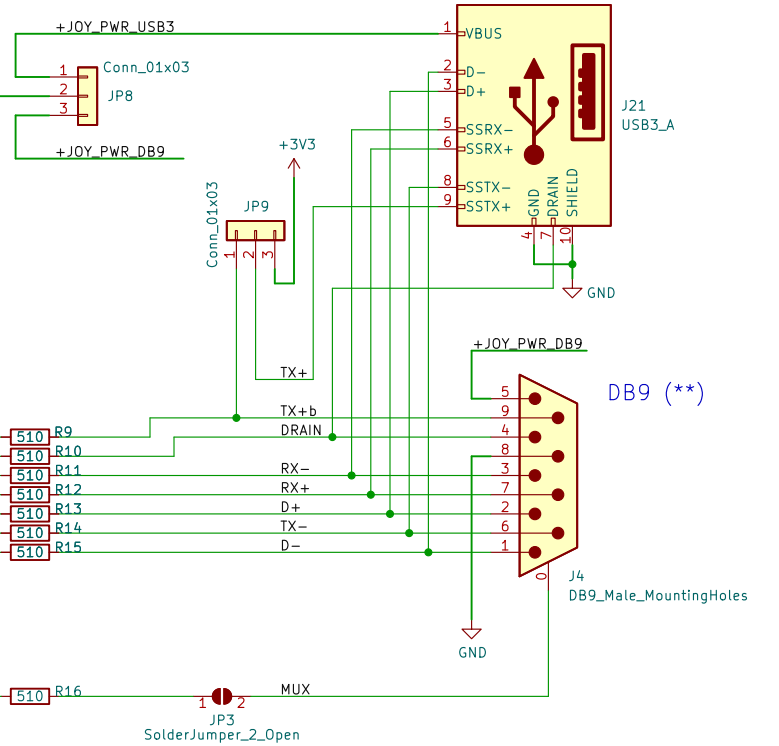 +JOY_PWR_USB3
1 VBUS
1 Conn_01x03
2 JP8
3
2 D-
3 D+
J21
USB3_A
5 SSRX-
6 SSRX+
+JOY_PWR_DB9
+3V3
8 SSTX-
9 SSTX+
GND
DRAIN
SHIELD
4 7 10
Conn_01x03
JP9
1 2 3
GND
+JOY_PWR_DB9
TX+
DB9 (**)
5
TX+b 9
510 R9 DRAIN 4
510 R10 8
510 R11 RX- 3
510 R12 RX+ 7
510 R13 D+ 2
510 R14 TX- 6
510 R15 D- 1
0
J4
DB9_Male_MountingHoles
GND
510 R16 1 2 MUX
JP3
SolderJumper_2_Open